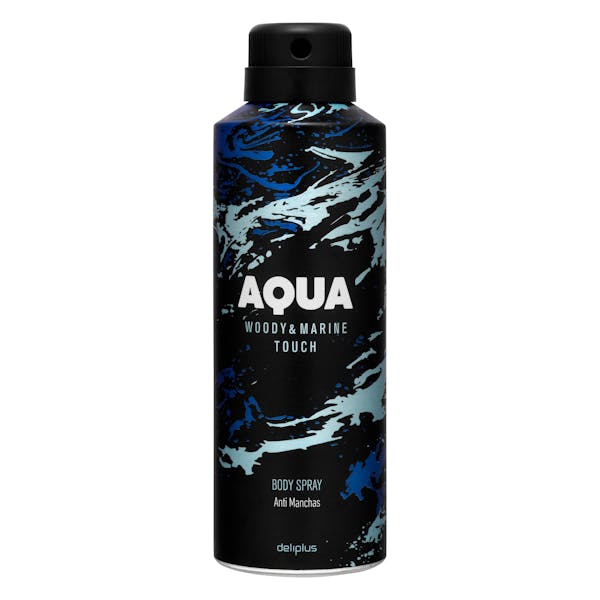 AQUA
WOODY & MARINE
TOUCH
BODY SPRAY
Anti Manchas
deliplus